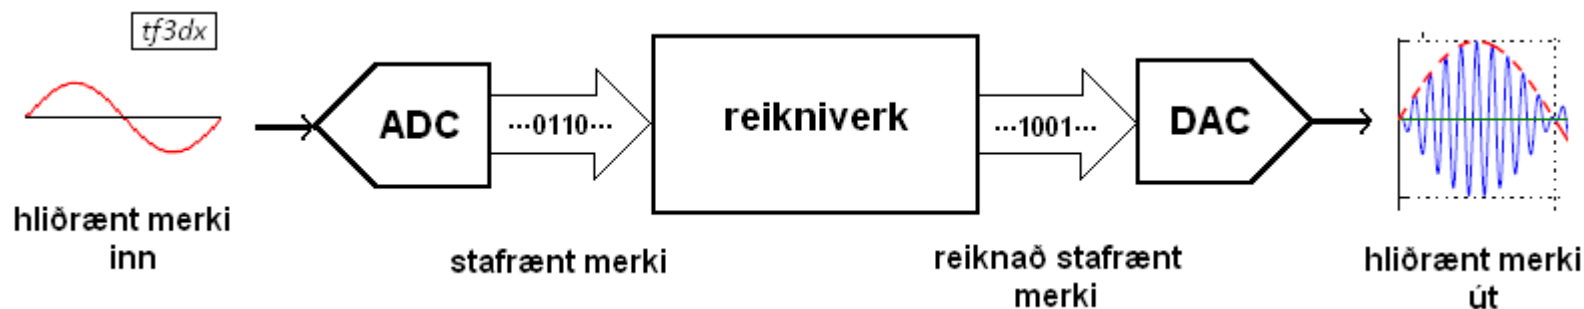 tf3dx
ADC
...0110...
reikniverk
...1001...
DAC
hliðrænt merki
inn
stafrænt merki
reiknað stafrænt
merki
hliðrænt merki
út